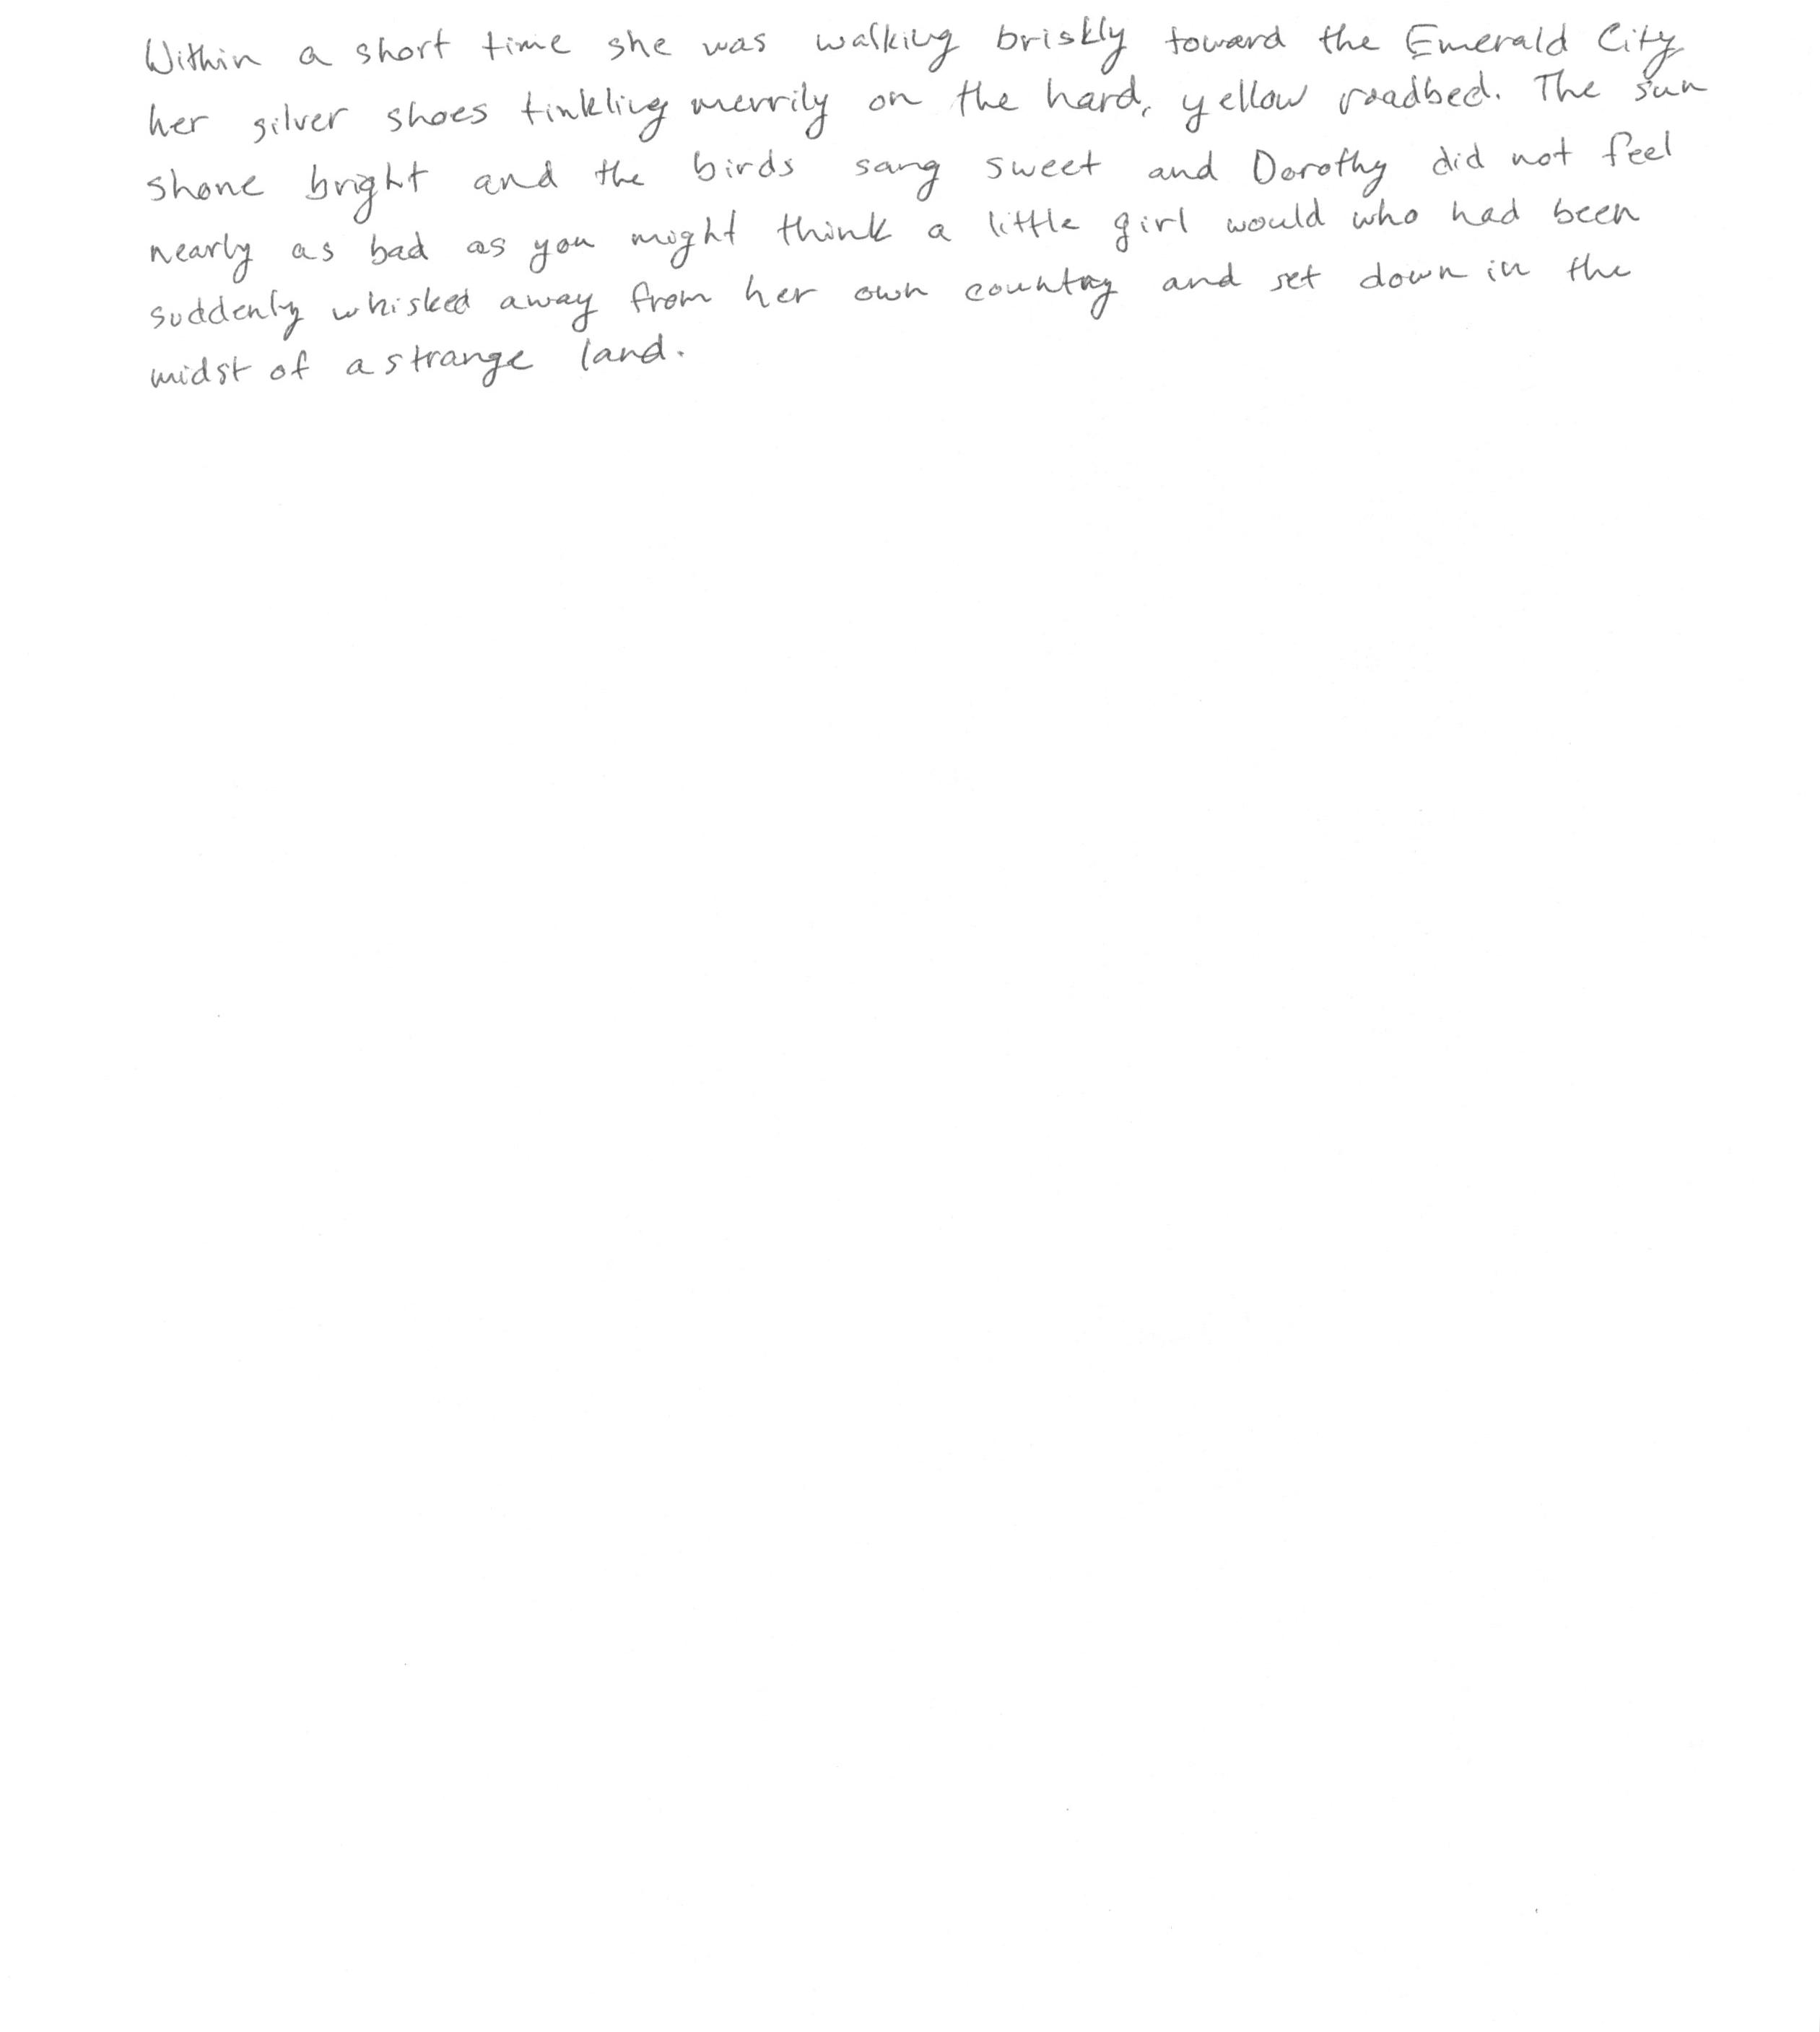 Within a short time she was walking briskly toward the Emerald City
her silver shoes tinkling merrily on the hard, yellow roadbed. The sun
shone bright and the birds sang sweet and Dorothy did not feel
nearly as bad as you might think a little girl would who had been
suddenly whisked away from her own country and set down in the
midst of a strange land.